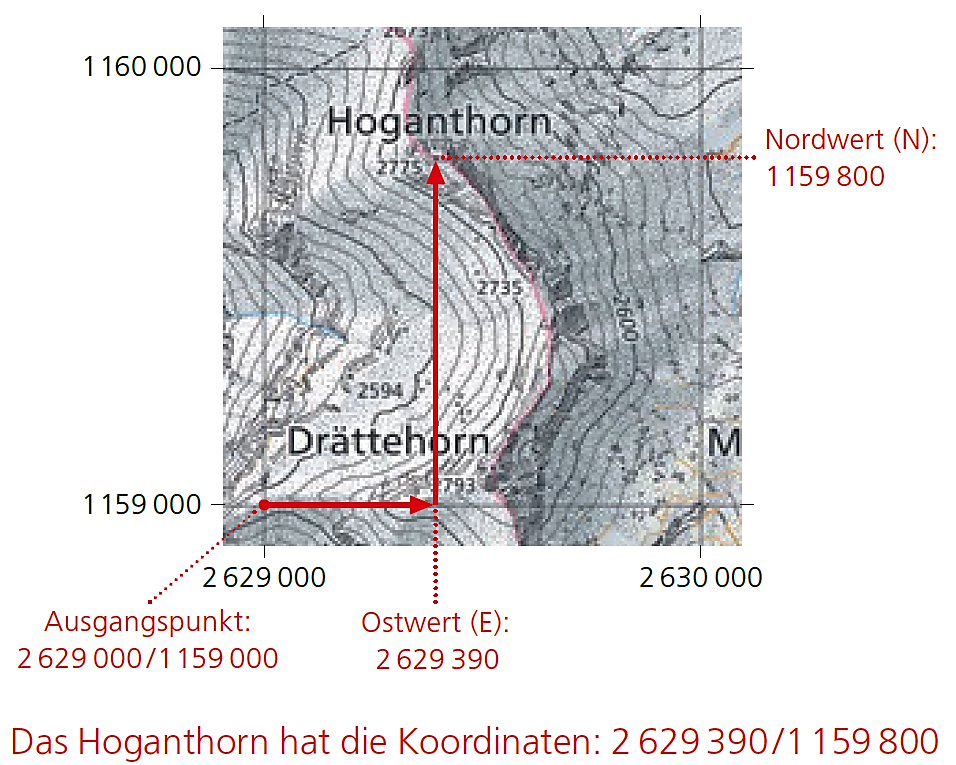 2673
1 160 000
Hoganthorn
Nordwert (N):
1 159 800
2775
2735
2600
2594
Drättehorn
M
2793
1 159 000
2 629 000
2 630 000
Ausgangspunkt:
2 629 000/1 159 000
Ostwert (E):
2 629 390
Das Hoganthorn hat die Koordinaten: 2 629 390/1 159 800